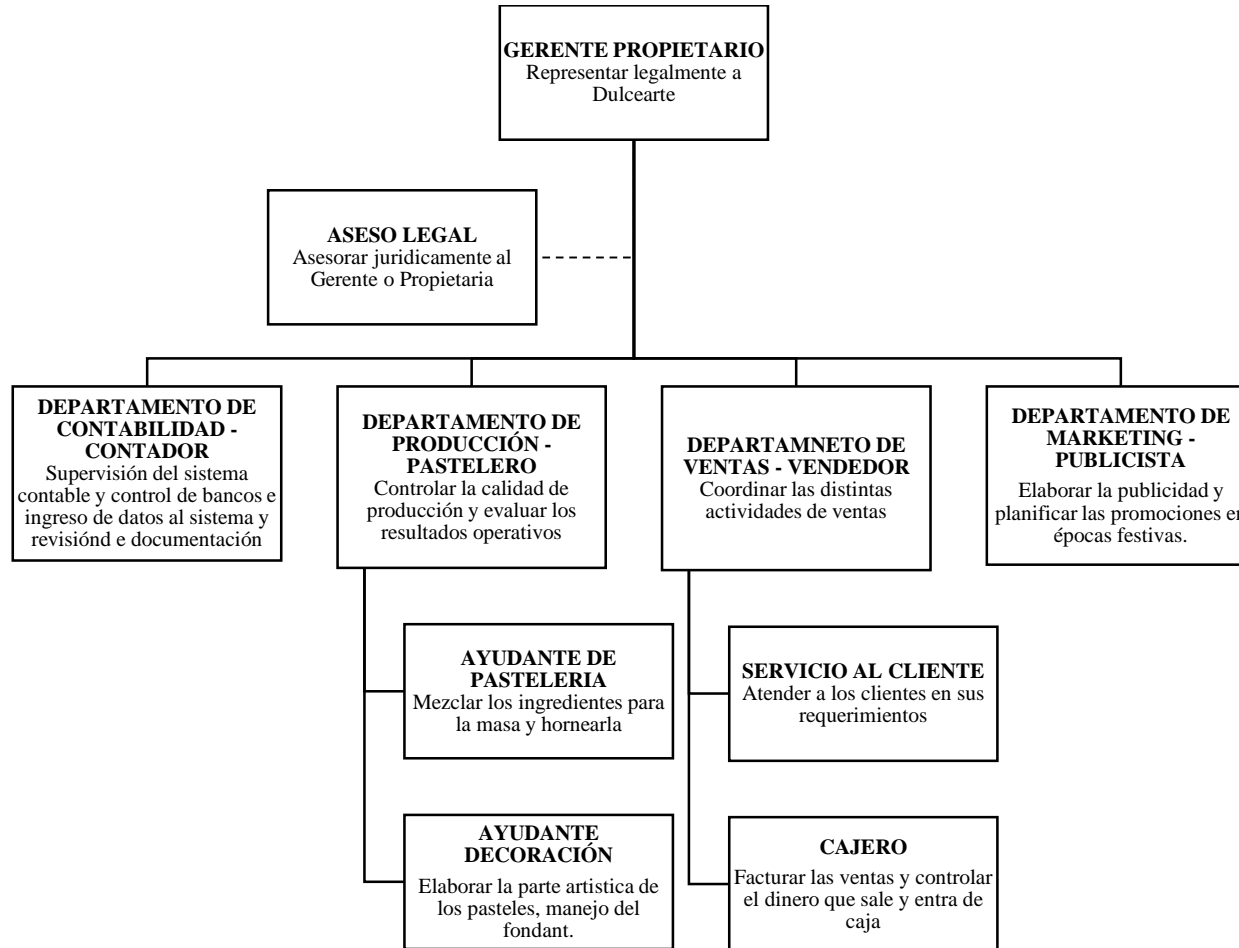 GERENTE PROPIETARIO
Representar legalmente a
Dulcearte
ASESO LEGAL
Asesorar juridicamente al
Gerente o Propietaria
DEPARTAMENTO DE
CONTABILIDAD -
CONTADOR
Supervisión del sistema
contable y control de bancos e
ingreso de datos al sistema y
revisiónd e documentación
DEPARTAMENTO DE
PRODUCCIÓN -
PASTELERO
Controlar la calidad de
producción y evaluar los
resultados operativos
DEPARTAMNETO DE
VENTAS - VENDEDOR
Coordinar las distintas
actividades de ventas
DEPARTAMENTO DE
MARKETING -
PUBLICISTA
Elaborar la publicidad y
planificar las promociones en
épocas festivas.
AYUDANTE DE
PASTELERIA
Mezclar los ingredientes para
la masa y hornearla
SERVICIO AL CLIENTE
Atender a los clientes en sus
requerimientos
AYUDANTE
DECORACIÓN
Elaborar la parte artistica de
los pasteles, manejo del
fondant.
CAJERO
Facturar las ventas y controlar
el dinero que sale y entra de
caja